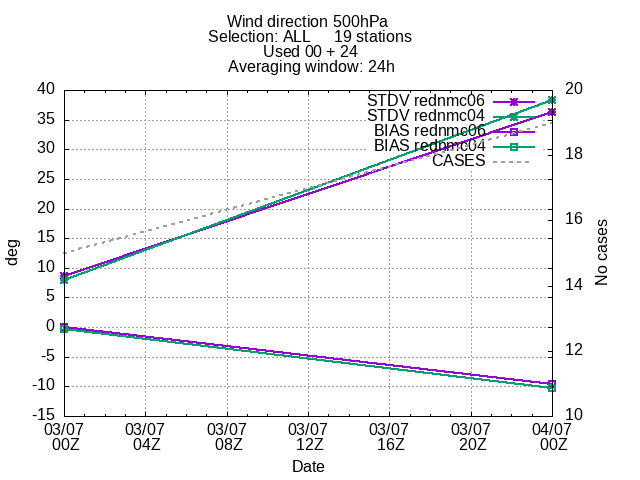 Wind direction 500hPa
Selection: ALL 19 stations
Used 00 + 24
Averaging window: 24h
40 20
STDV rednmc06
35
STDV rednmc04
30
BIAS rednmc06
BIAS rednmc04
CASES
18
25
20
16
15
10
14
5
0
12
-5
-10
-15 10
deg
No cases
03/07 03/07 03/07 03/07 03/07 03/07 04/07
00Z 04Z 08Z 12Z 16Z 20Z 00Z
Date